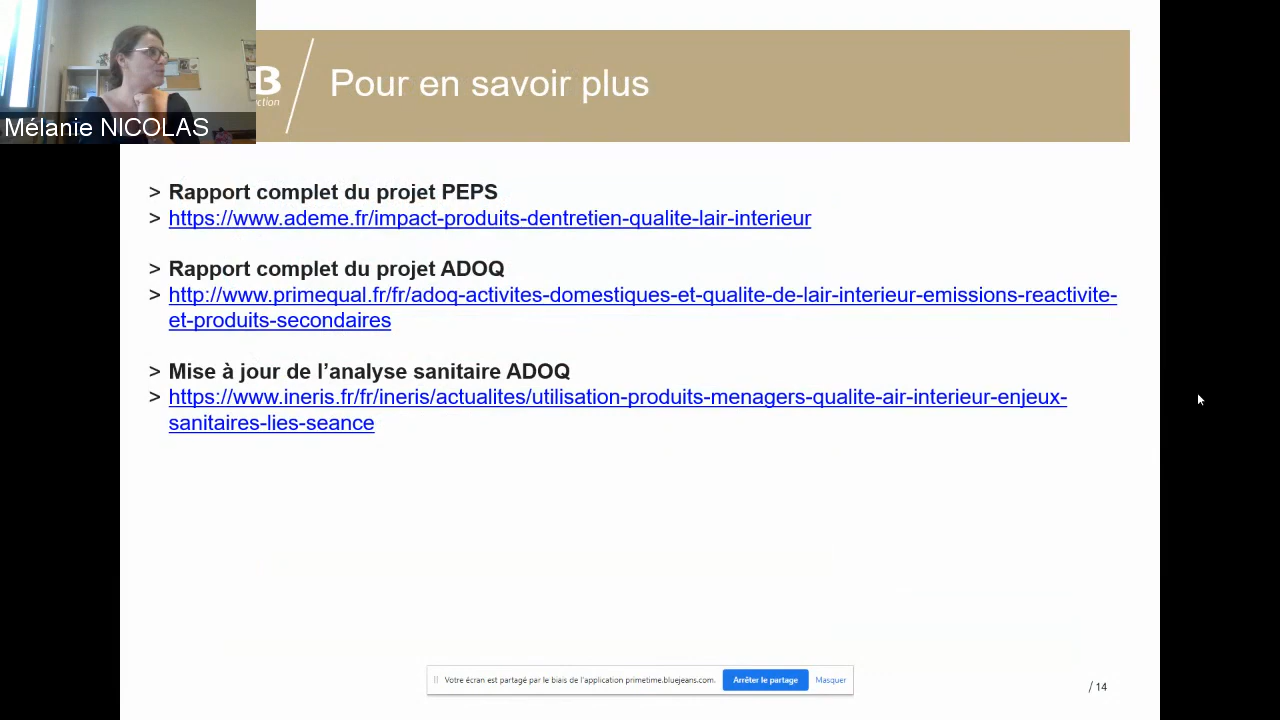 B
ction
Pour en savoir plus
Mélanie NICOLAS
> Rapport complet du projet PEPS
> https://www.ademe.fr/impact-produits-dentretien-qualite-lair-interieur
> Rapport complet du projet ADOQ
> http://www.primequal.fr/fr/adoq-activites-domestiques-et-qualite-de-lair-interieur-emissions-reactivite-
et-produits-secondaires
> Mise à jour de l’analyse sanitaire ADOQ
> https://www.ineris.fr/fr/ineris/actualites/utilisation-produits-menagers-qualite-air-interieur-enjeux-
sanitaires-lies-seance
Votre écran est partagé par le biais de l'application primetime.bluejeans.com. Arrêter le partage Masquer
/ 14